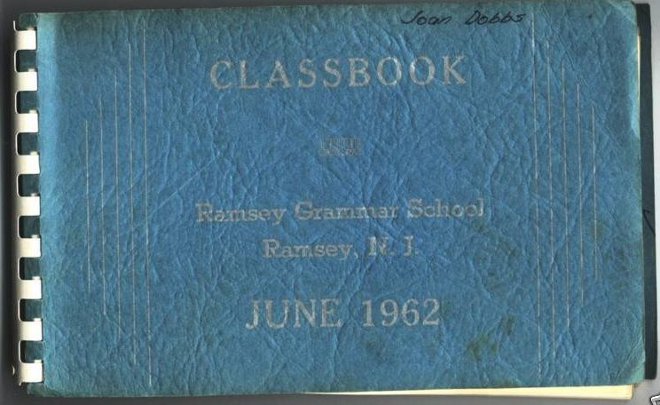 Joan Dobbs
CLASSBOOK
Ramsey Grammar School
Ramsey, N. J.
JUNE 1962